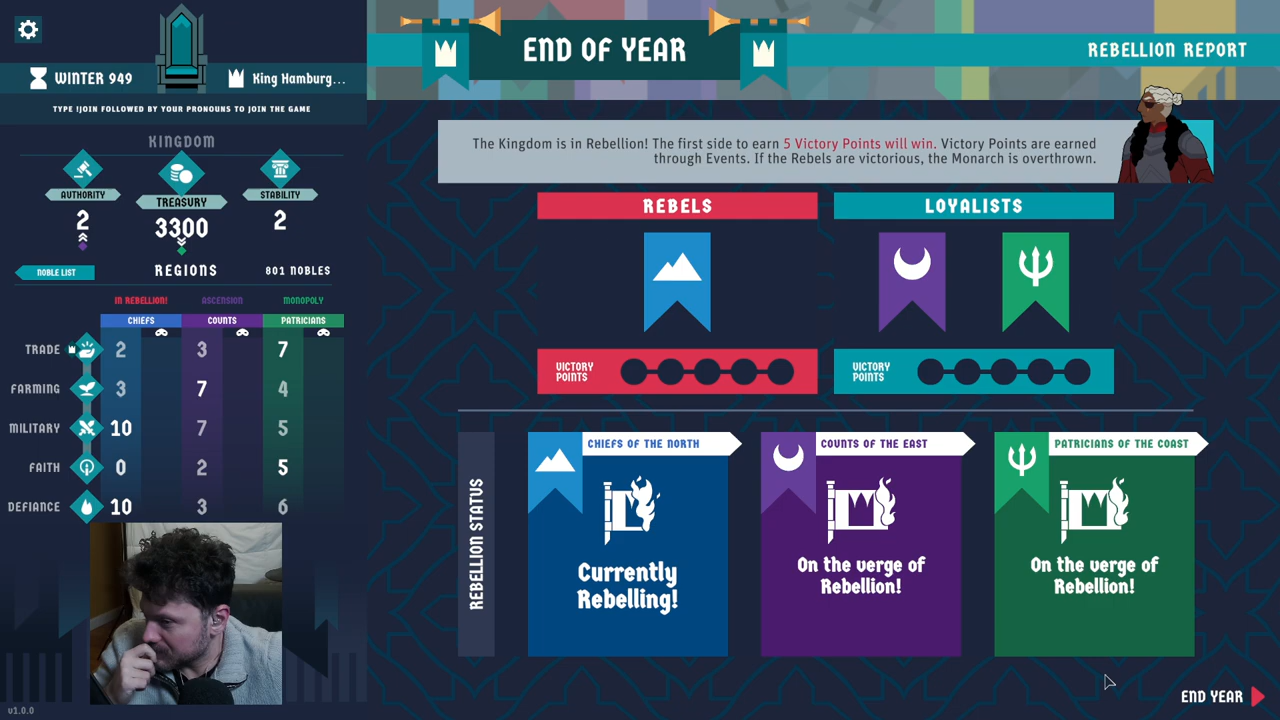 WINTER 949
King Hamburg...
TYPE !JOIN FOLLOWED BY YOUR PRONOUNS TO JOIN THE GAME
KINGDOM
AUTHORITY
TREASURY
STABILITY
2
3300
2
NOBLE LIST
REGIONS
801 NOBLES
IN REBELLION!
ASCENSION
MONOPOLY
CHIEFS
COUNTS
PATRICIANS
TRADE 2 3 7
FARMING 3 7 4
MILITARY 10 7 5
FAITH 0 2 5
DEFIANCE 10 3 6
v1.0.0
END OF YEAR
REBELLION REPORT
The Kingdom is in Rebellion! The first side to earn 5 Victory Points will win. Victory Points are earned
through Events. If the Rebels are victorious, the Monarch is overthrown.
REBELS
LOYALISTS
VICTORY
POINTS
VICTORY
POINTS
REBELLION STATUS
CHIEFS OF THE NORTH
Currently
Rebelling!
COUNTS OF THE EAST
On the verge of
Rebellion!
PATRICIANS OF THE COAST
On the verge of
Rebellion!
END YEAR